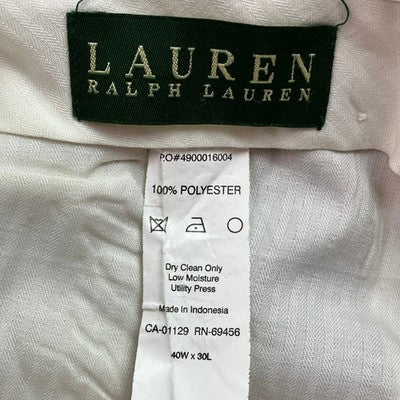 LAUREN
RALPH LAUREN
P.O#4900016004
100% POLYESTER
Dry Clean Only
Low Moisture
Utility Press
Made in Indonesia
CA-01129 RN-69456
40W x 30L